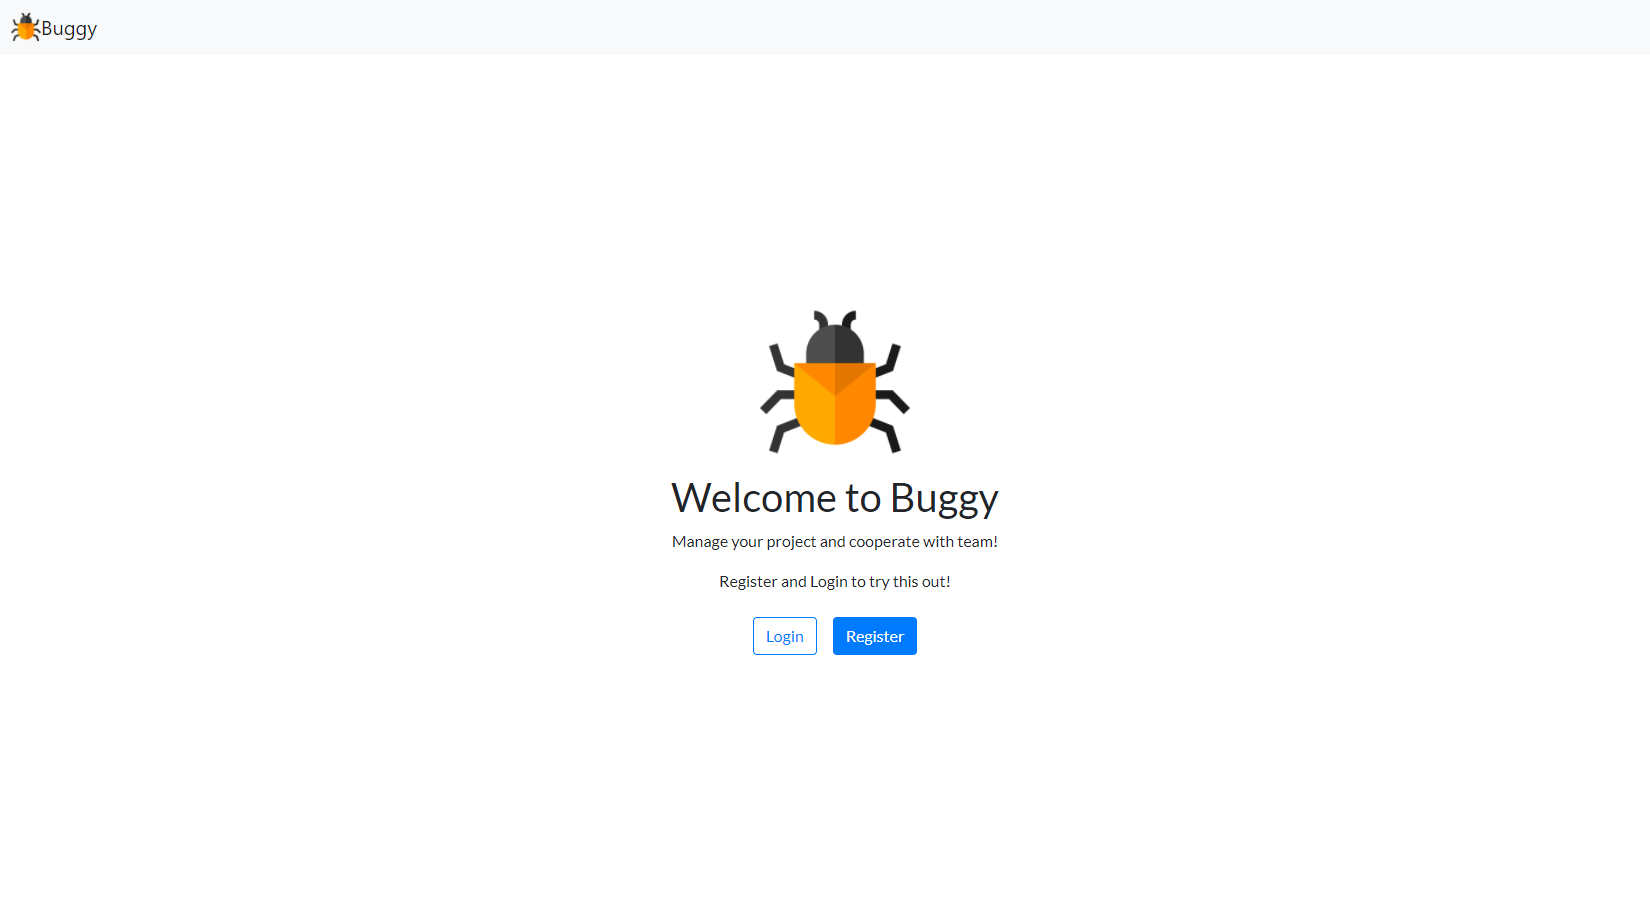 Buggy
Welcome to Buggy
Manage your project and cooperate with team!
Register and Login to try this out!
Login Register